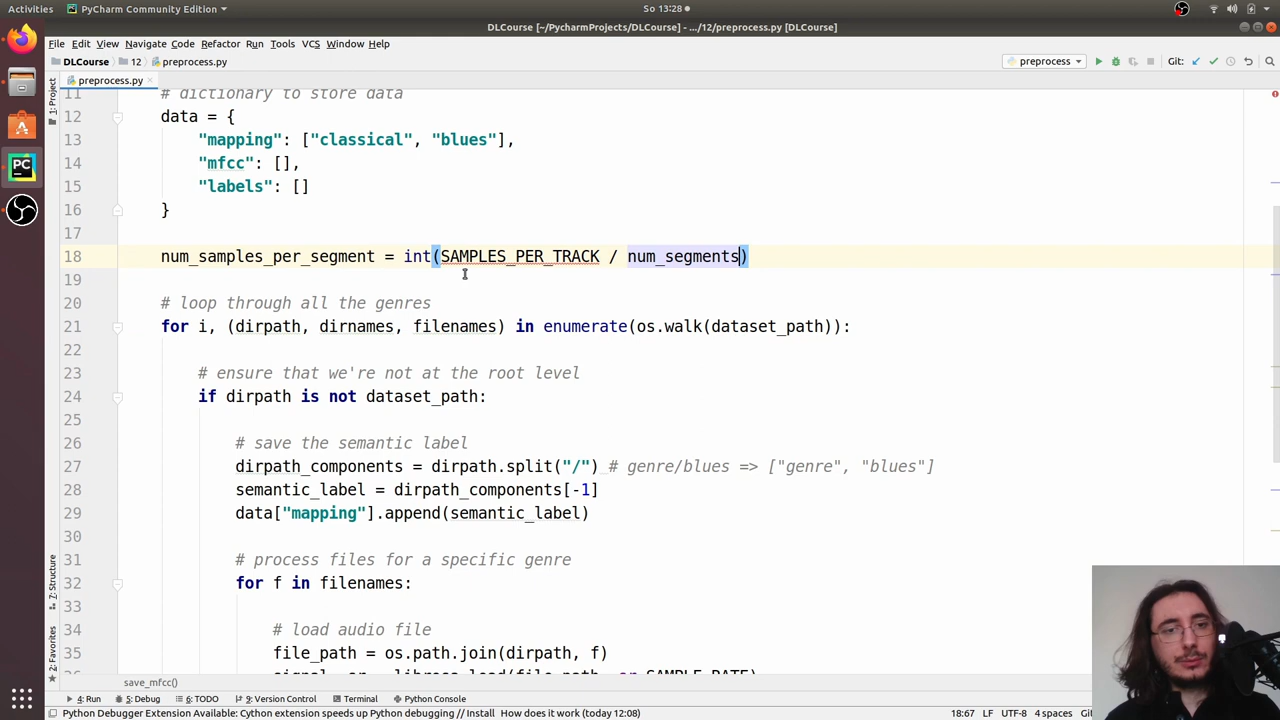 Activities PyCharm Community Edition So 13:28
DLCourse [~/PycharmProjects/DLCourse] - .../12/preprocess.py [DLCourse]
File Edit View Navigate Code Refactor Run Tools VCS Window Help
DLCourse 12 preprocess.py preprocess Git:
preprocess.py
1: Project
11 # dictionary to store data
12 data = {
13 "mapping": ["classical", "blues"],
14 "mfcc": [],
15 "labels": []
16 }
17
18 num_samples_per_segment = int(SAMPLES_PER_TRACK / num_segments)
19
20 # loop through all the genres
21 for i, (dirpath, dirnames, filenames) in enumerate(os.walk(dataset_path)):
22
23 # ensure that we're not at the root level
24 if dirpath is not dataset_path:
25
26 # save the semantic label
27 dirpath_components = dirpath.split("/") # genre/blues => ["genre", "blues"]
28 semantic_label = dirpath_components[-1]
29 data["mapping"].append(semantic_label)
30
31 # process files for a specific genre
32 for f in filenames:
33
34 # load audio file
35 file_path = os.path.join(dirpath, f)
7: Structure
2: Favorites
save_mfcc()
4: Run 5: Debug 6: TODO 9: Version Control Terminal Python Console
Python Debugger Extension Available: Cython extension speeds up Python debugging // Install How does it work (today 12:08) 18:67 LF UTF-8 4 spaces